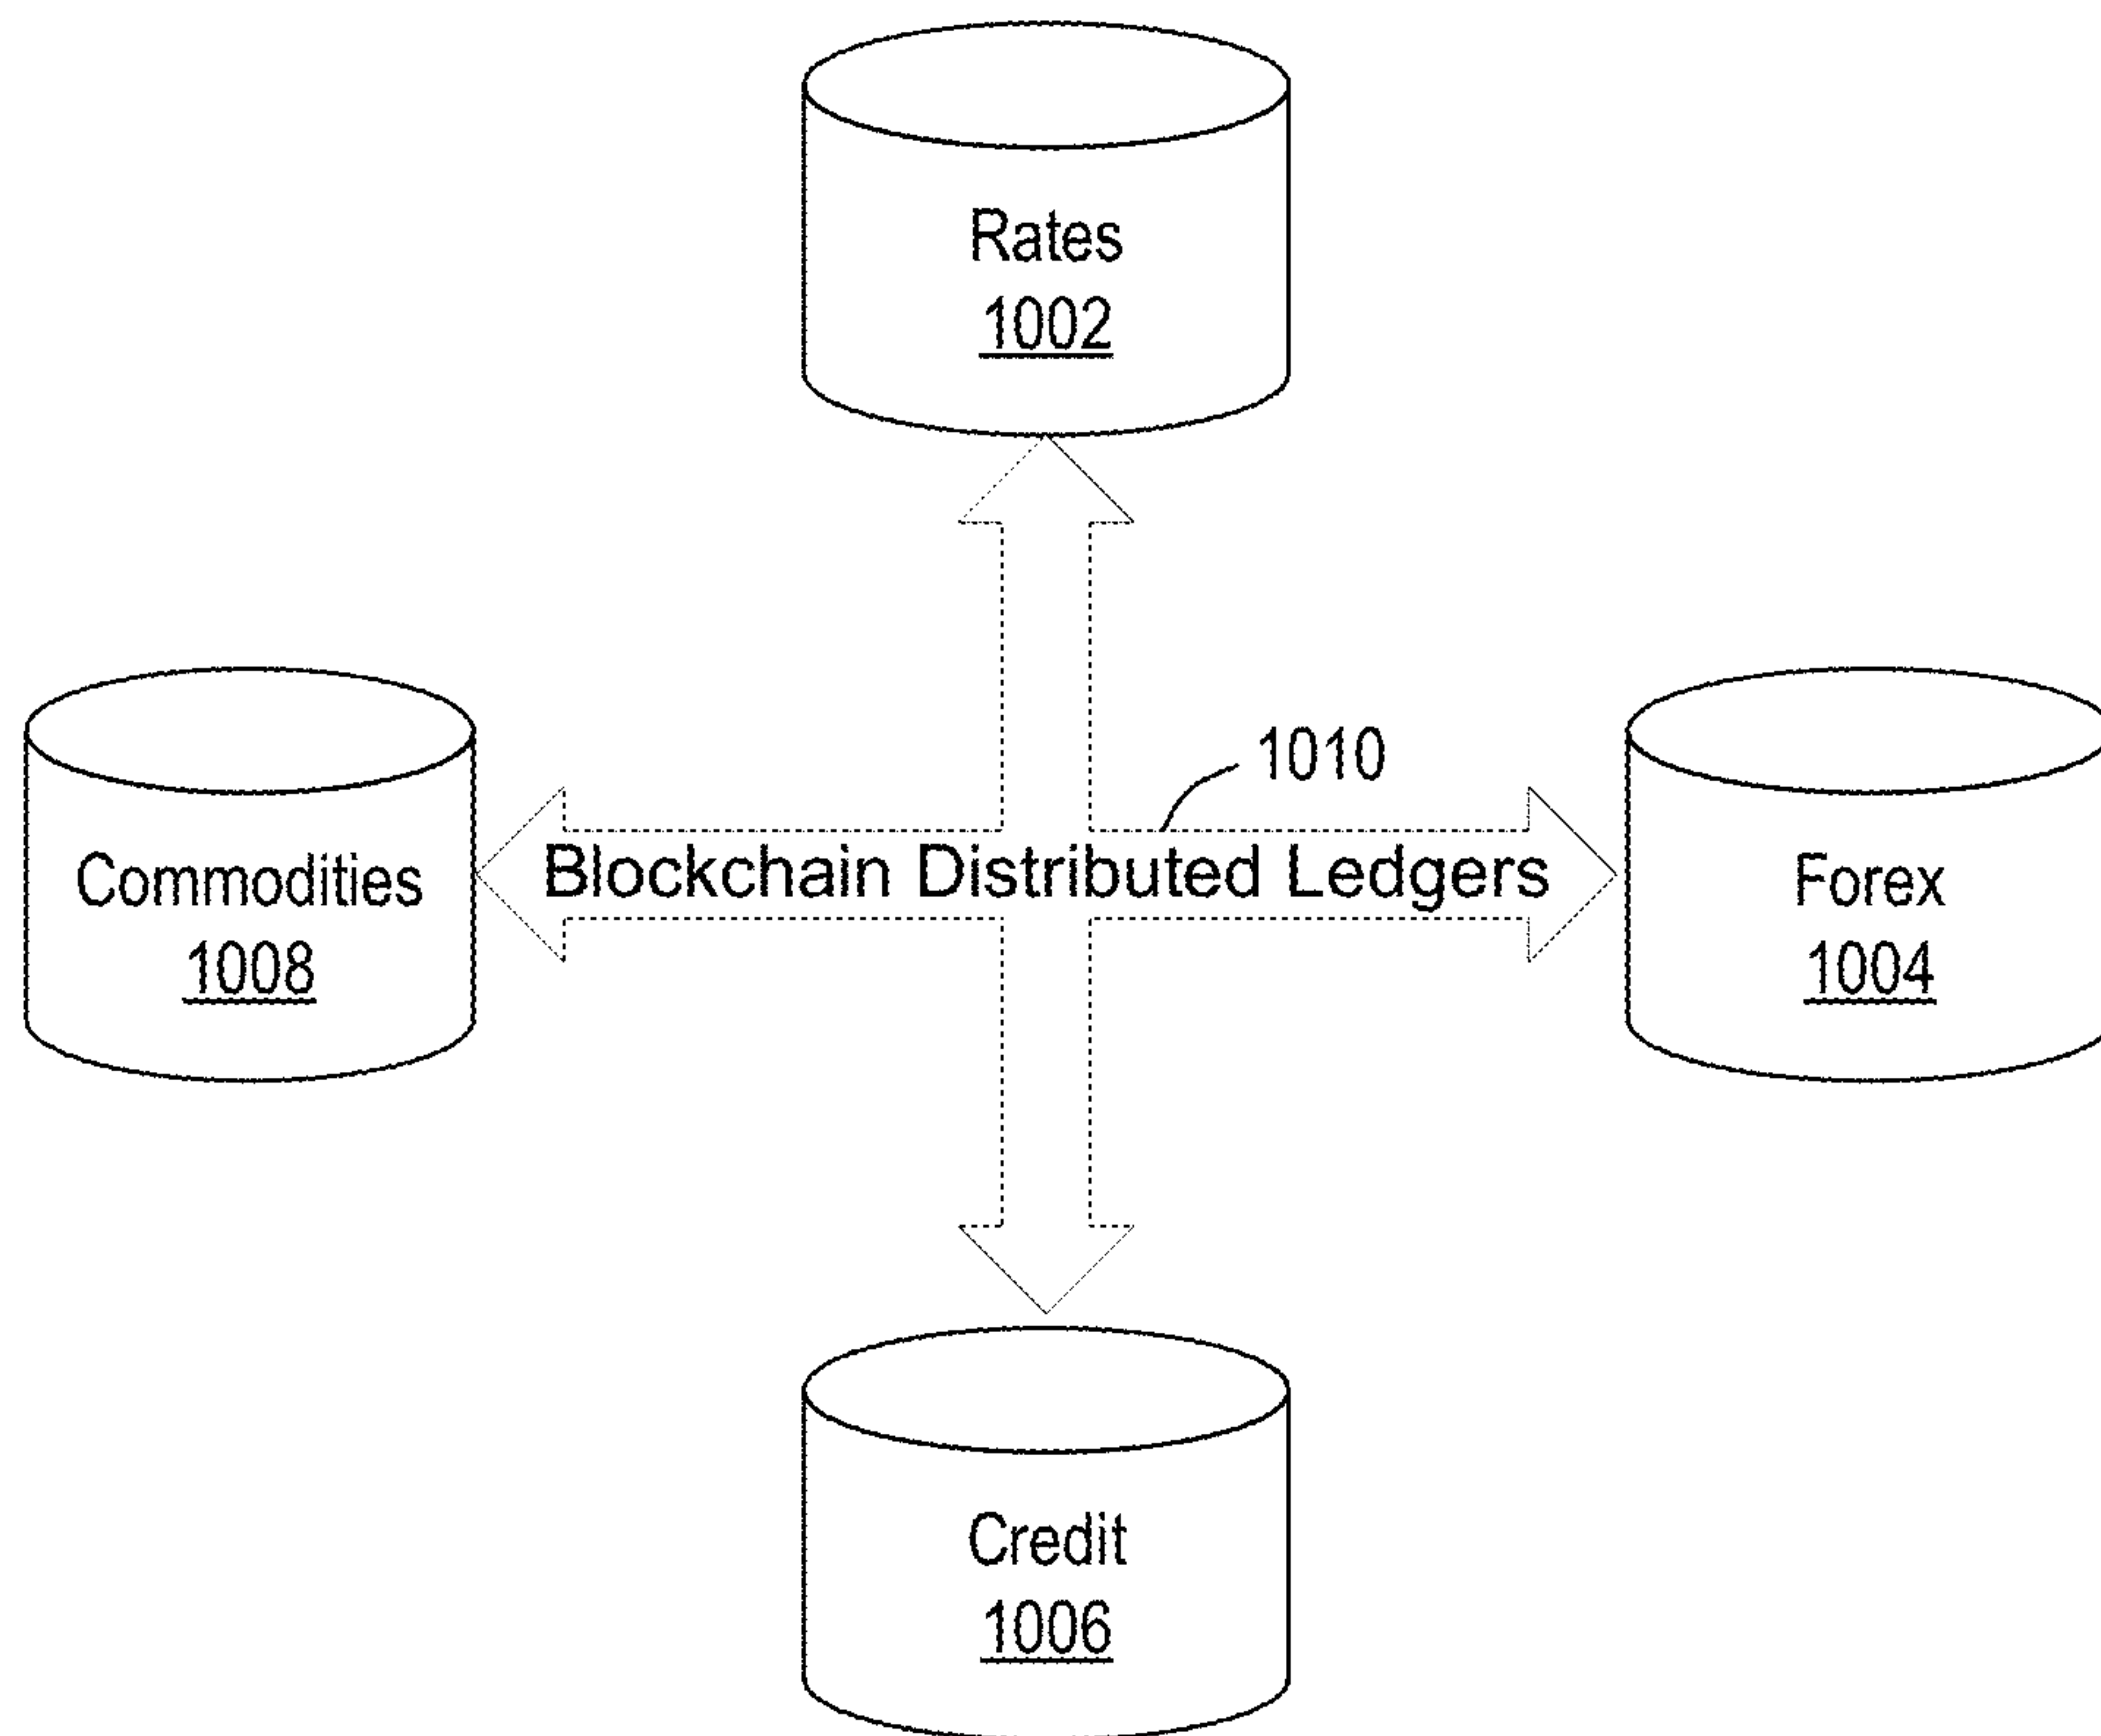 Rates
1002
1010
Blockchain Distributed Ledgers
Commodities
1008
Forex
1004
Credit
1006